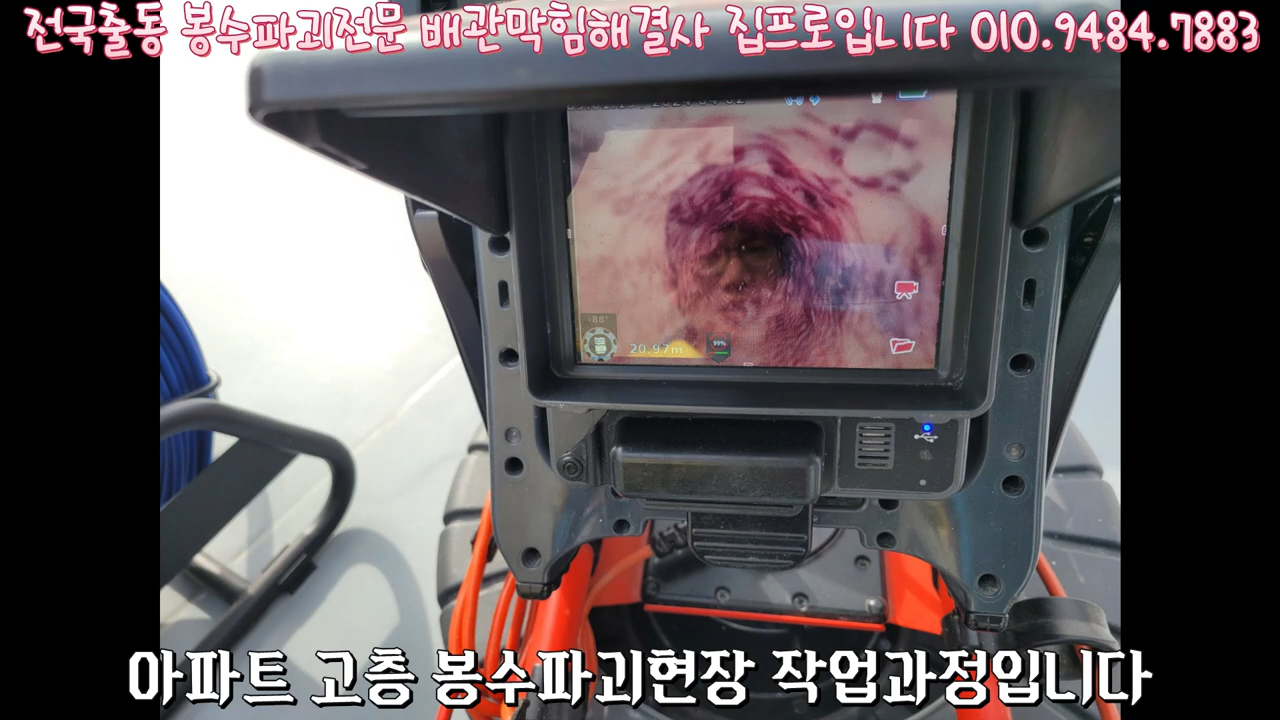 전국출동 봉수파괴전문 배관막힘해결사 집프로입니다 010.9484.7883
-88°
20.97m
99%
아파트 고층 봉수파괴현장 작업과정입니다